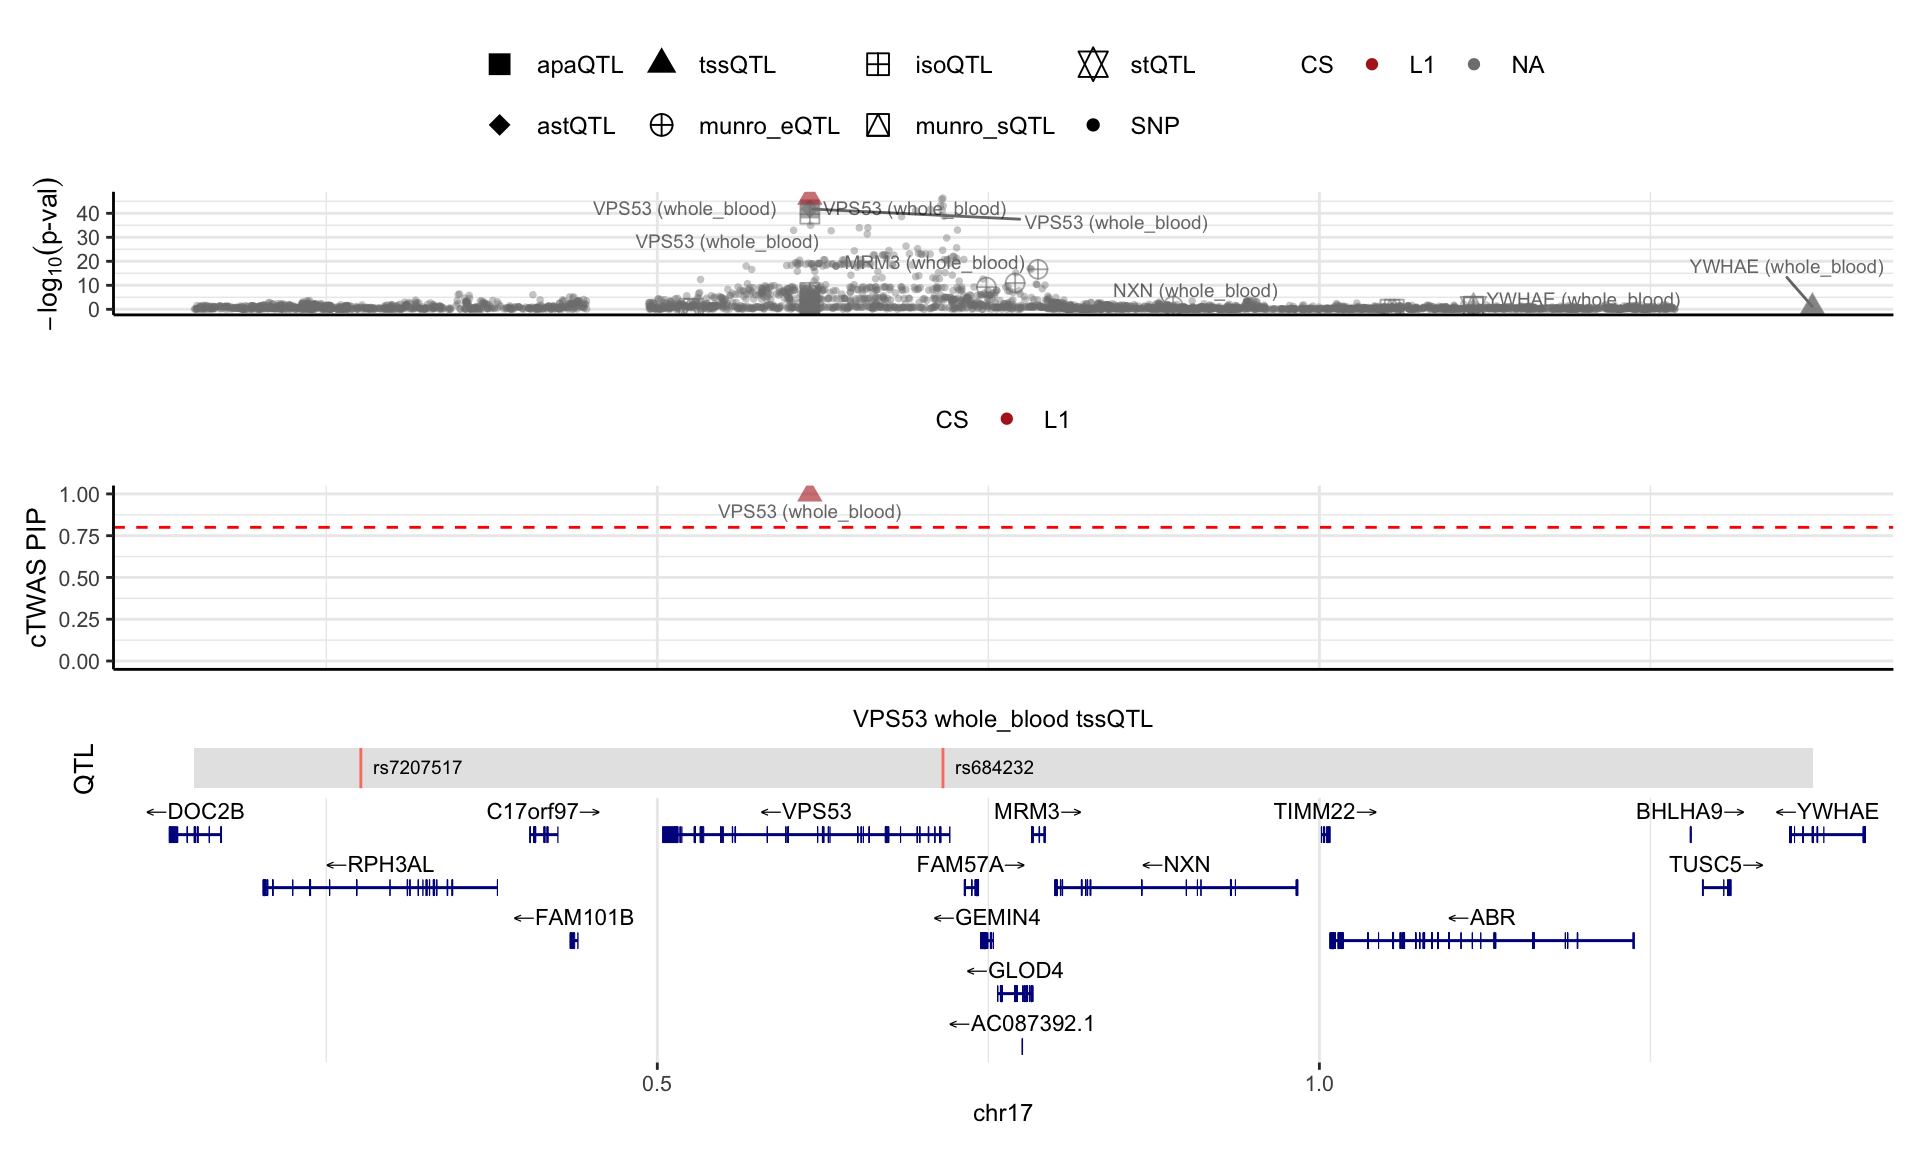 apaQTL tssQTL isoQTL stQTL CS L1 NA
astQTL munro_eQTL munro_sQTL SNP
−log10(p-val)
40
30
20
10
0
VPS53 (whole_blood)
VPS53 (whole_blood)
VPS53 (whole_blood)
VPS53 (whole_blood)
MRM3 (whole_blood)
YWHAE (whole_blood)
NXN (whole_blood)
YWHAE (whole_blood)
CS L1
cTWAS PIP
1.00
0.75
0.50
0.25
0.00
VPS53 (whole_blood)
VPS53 whole_blood tssQTL
QTL
rs7207517 rs684232
←DOC2B C17orf97→ ←VPS53 MRM3→ TIMM22→ BHLHA9→ ←YWHAE
←RPH3AL FAM57A→ ←NXN TUSC5→
←FAM101B ←GEMIN4 ←ABR
←GLOD4
←AC087392.1
0.5 1.0
chr17